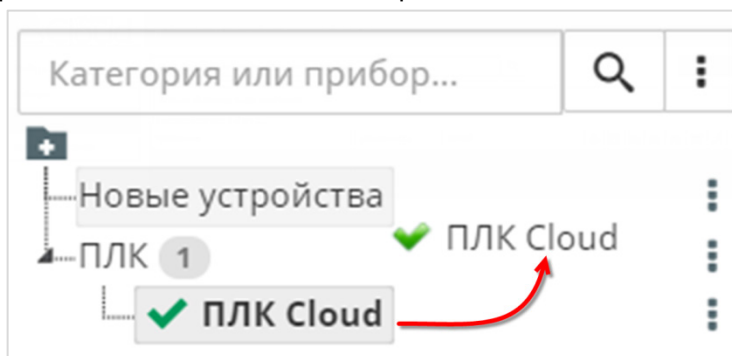 Категория или прибор...
Новые устройства
ПЛК Cloud
ПЛК 1
ПЛК Cloud